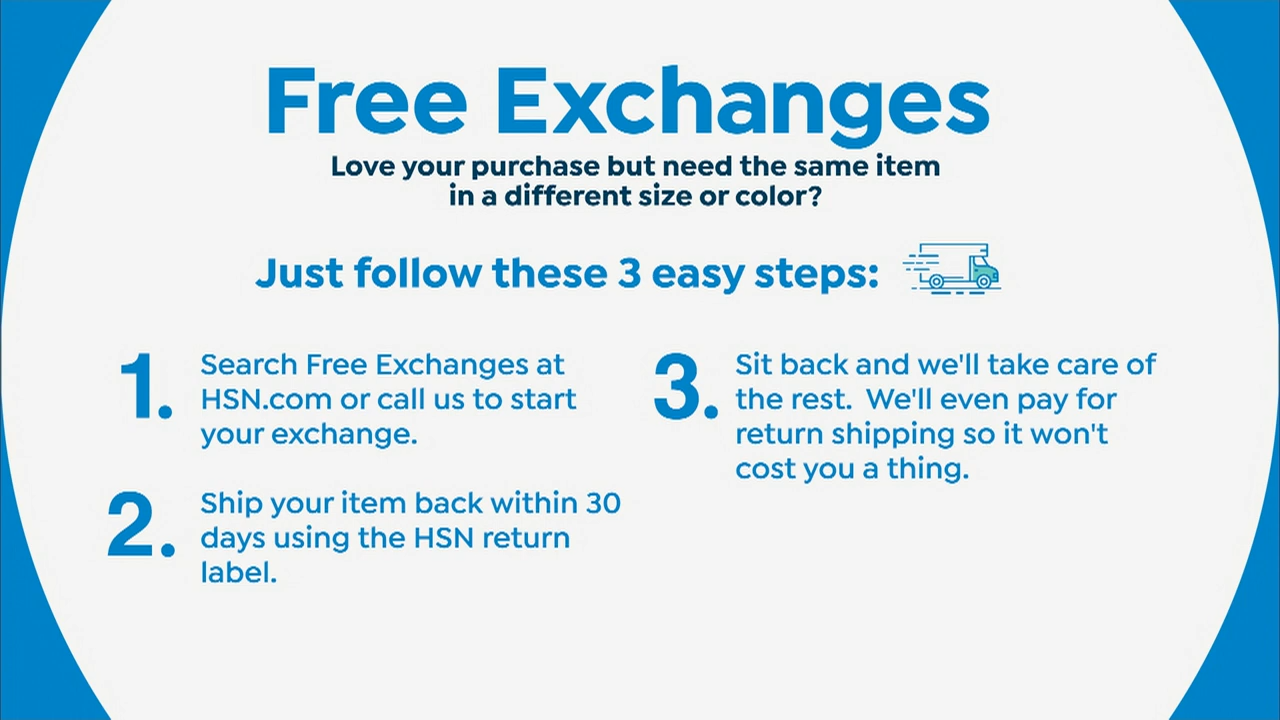 Free Exchanges
Love your purchase but need the same item
in a different size or color?
Just follow these 3 easy steps:
1. Search Free Exchanges at
HSN.com or call us to start
your exchange.
2. Ship your item back within 30
days using the HSN return
label.
3. Sit back and we'll take care of
the rest.  We'll even pay for
return shipping so it won't
cost you a thing.